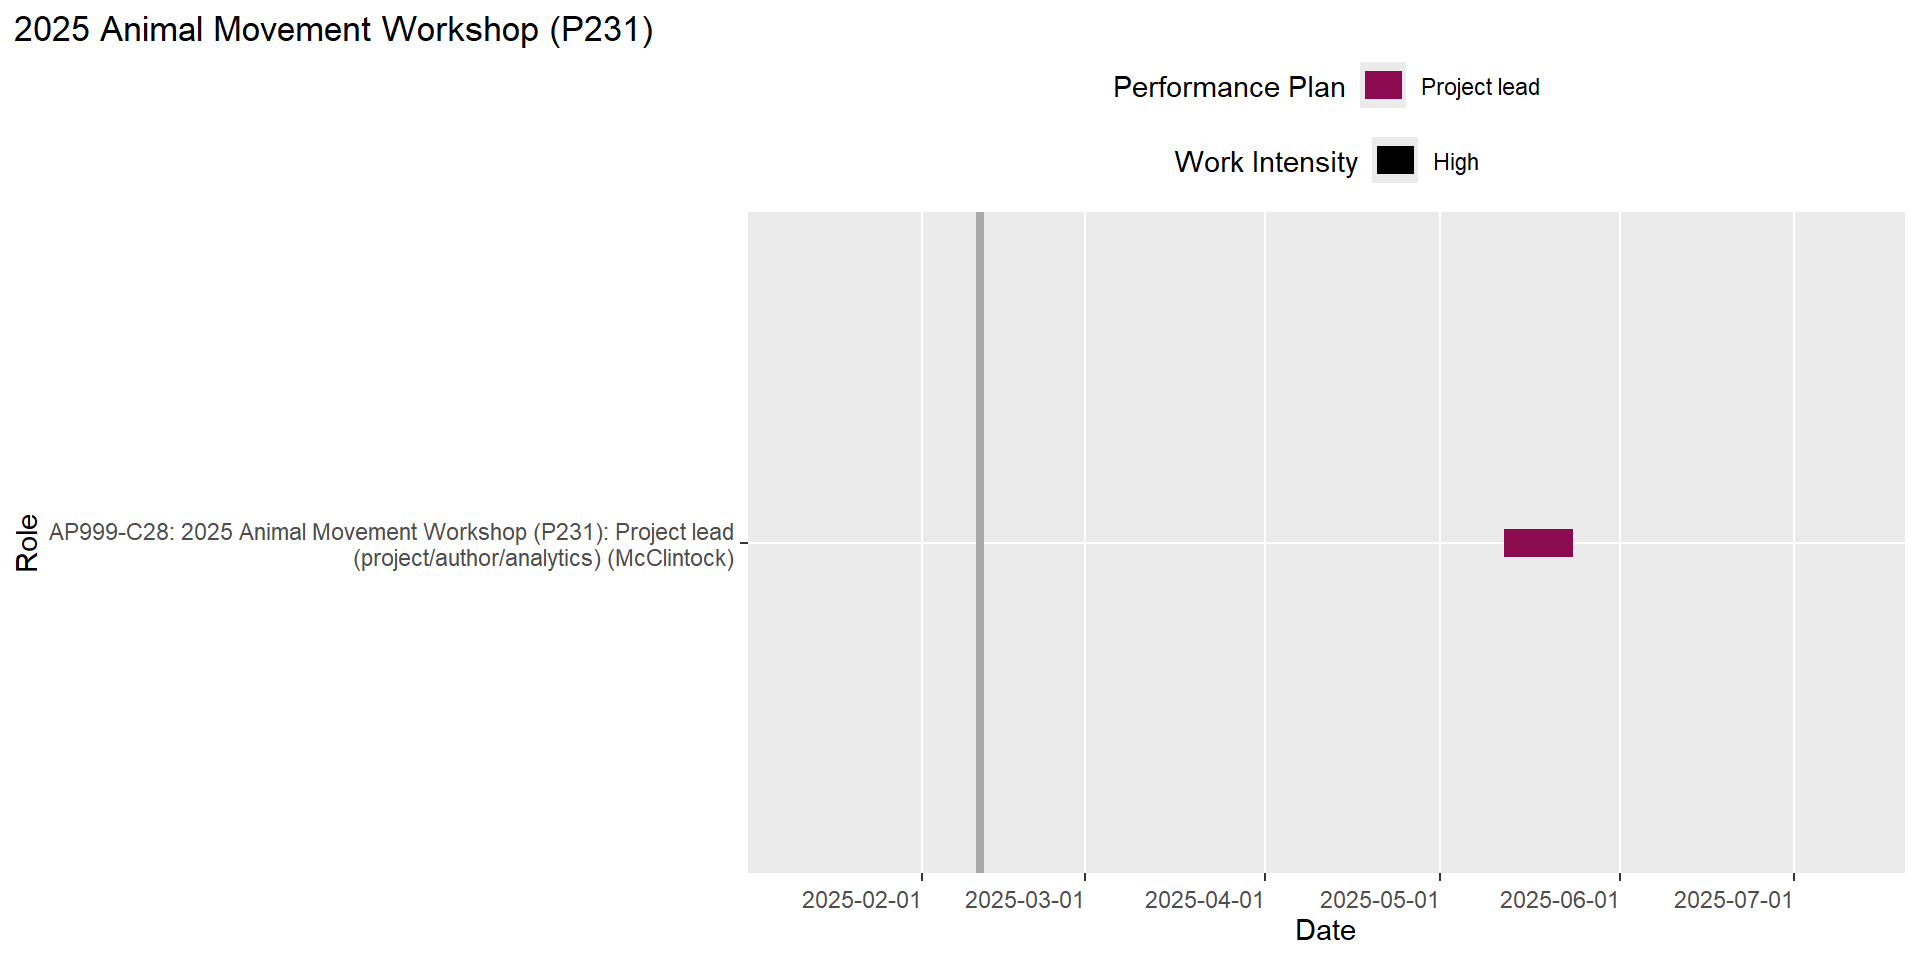 2025 Animal Movement Workshop (P231)
Performance Plan Project lead
Work Intensity High
Role
AP999-C28: 2025 Animal Movement Workshop (P231): Project lead
(project/author/analytics) (McClintock)
2025-02-01 2025-03-01 2025-04-01 2025-05-01 2025-06-01 2025-07-01
Date